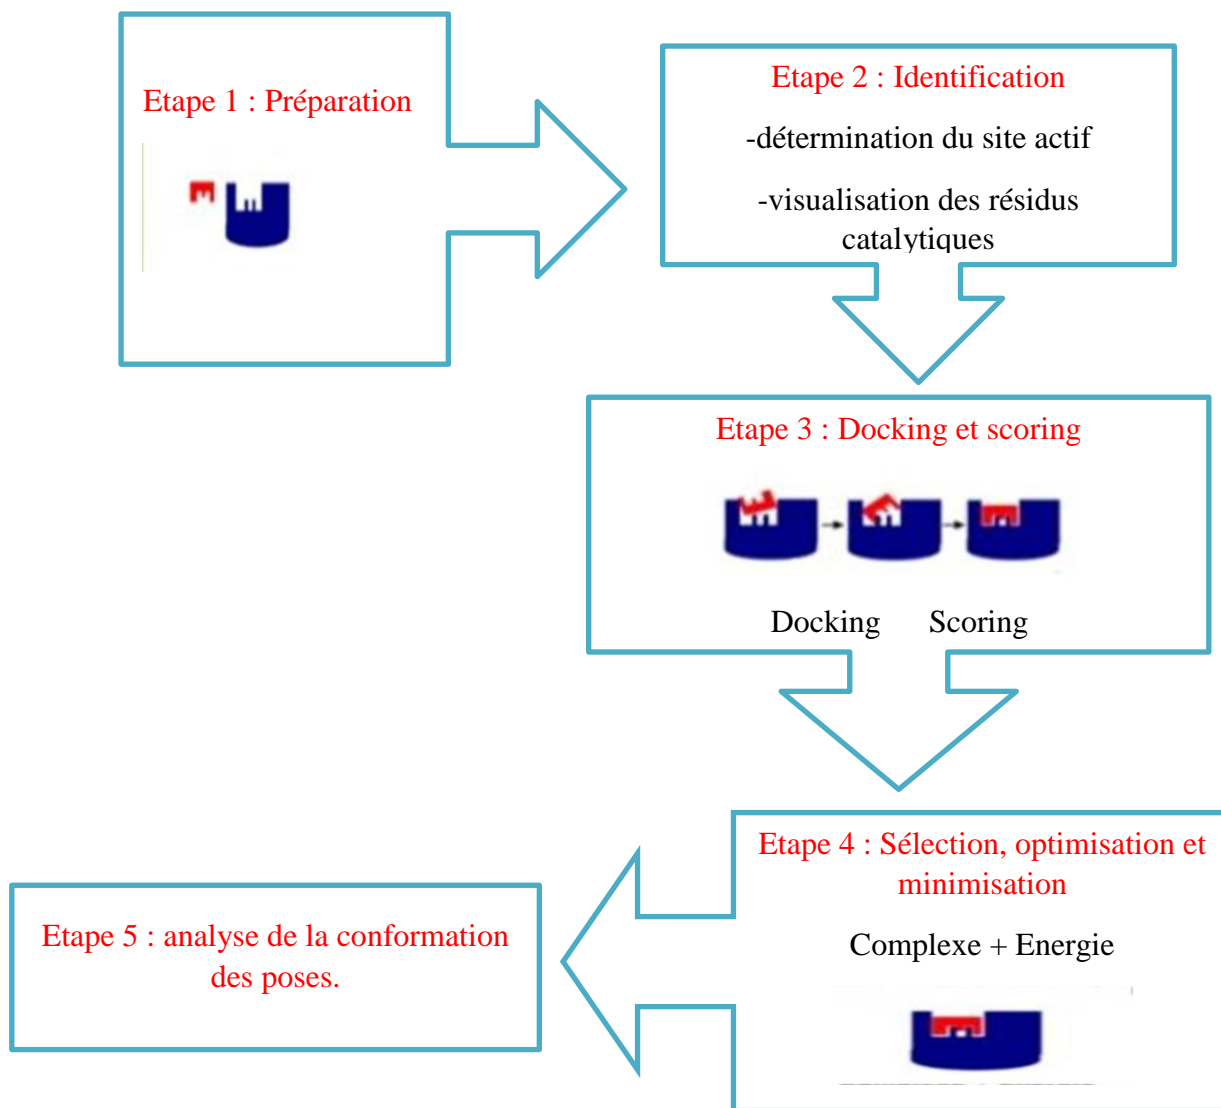 Etape 1 : Préparation
Etape 2 : Identification
-détermination du site actif
-visualisation des résidus
catalytiques
Etape 3 : Docking et scoring
Docking Scoring
Etape 4 : Sélection, optimisation et
minimisation
Complexe + Energie
Etape 5 : analyse de la conformation
des poses.